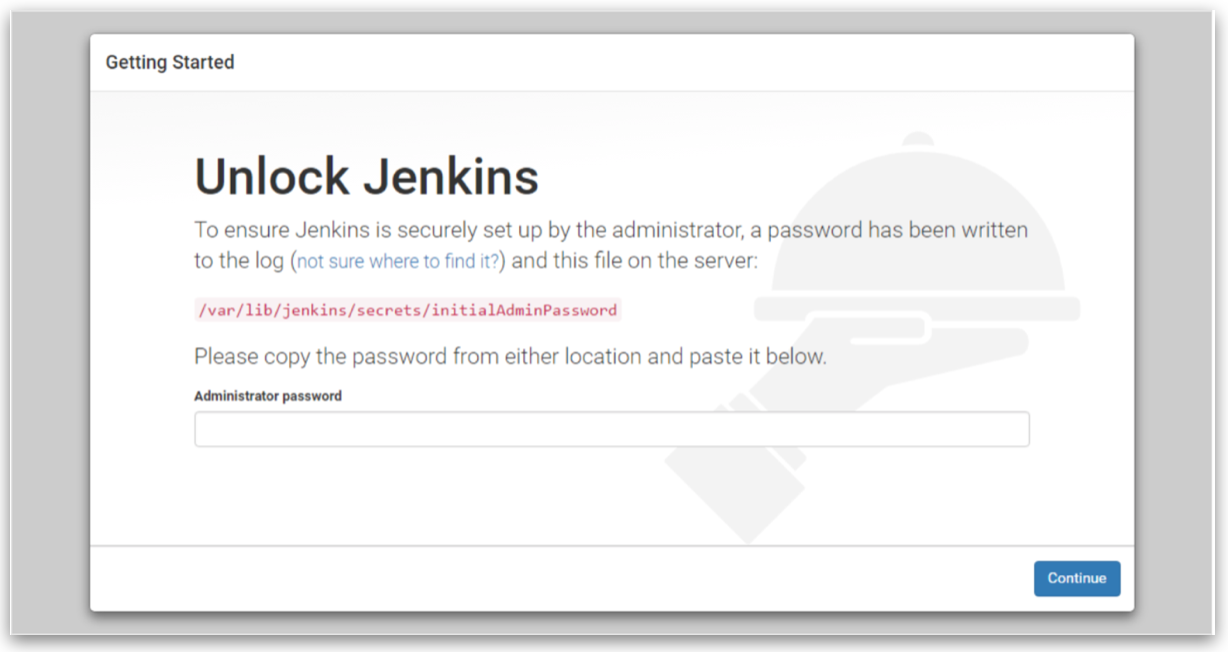 Getting Started
Unlock Jenkins
To ensure Jenkins is securely set up by the administrator, a password has been written
to the log (not sure where to find it?) and this file on the server:
/var/lib/jenkins/secrets/initialAdminPassword
Please copy the password from either location and paste it below.
Administrator password
Continue